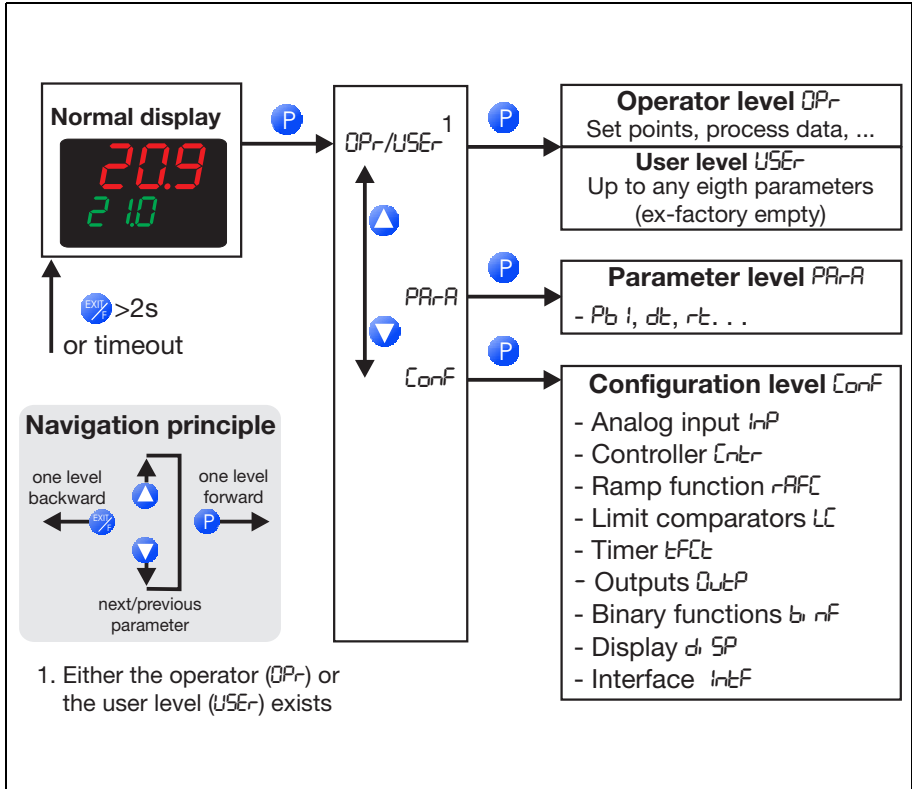 Normal display
20.9
21.0
P
EXIT/F >2s
or timeout
OPr/USEr 1
PArA
ConF
P
Operator level OPr
Set points, process data, ...
User level USEr
Up to any eigth parameters
(ex-factory empty)
P
Parameter level PArA
- Pb1, dt, rt. . .
P
Configuration level ConF
- Analog input InP
- Controller Cntr
- Ramp function rAFC
- Limit comparators LC
- Timer tFCt
- Outputs OutP
- Binary functions binF
- Display diSP
- Interface IntF
Navigation principle
one level
backward
EXIT/F
one level
forward
P
next/previous
parameter
1. Either the operator (OPr) or
the user level (USEr) exists